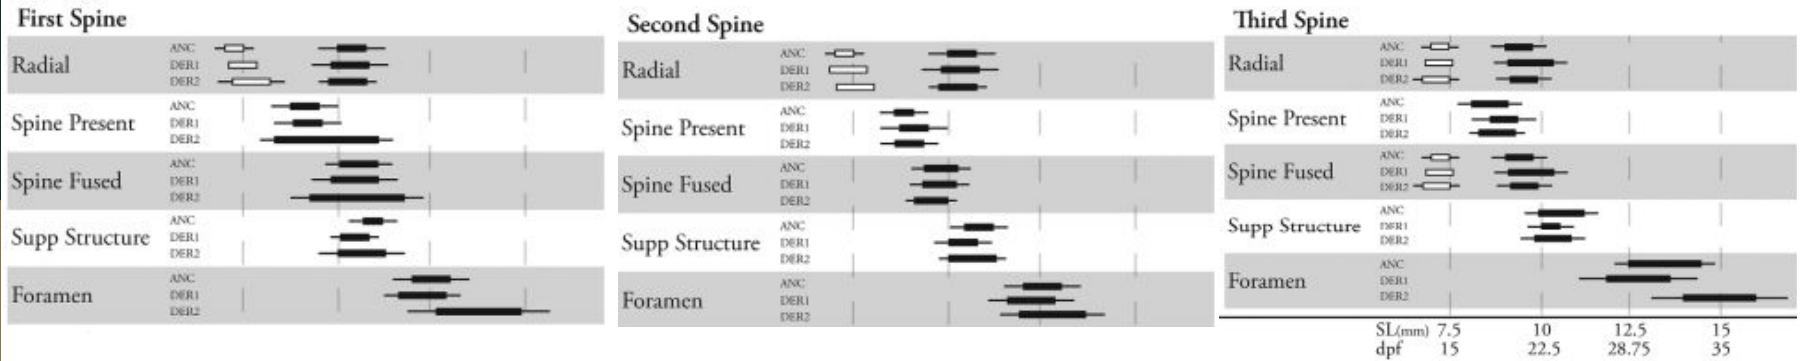 First Spine
Radial
ANC
DER1
DER2
Spine Present
ANC
DER1
DER2
Spine Fused
ANC
DER1
DER2
Supp Structure
ANC
DER1
DER2
Foramen
ANC
DER1
DER2
Second Spine
Radial
ANC
DER1
DER2
Spine Present
ANC
DER1
DER2
Spine Fused
ANC
DER1
DER2
Supp Structure
ANC
DER1
DER2
Foramen
ANC
DER1
DER2
Third Spine
Radial
ANC
DER1
DER2
Spine Present
ANC
DER1
DER2
Spine Fused
ANC
DER1
DER2
Supp Structure
ANC
DER1
DER2
Foramen
ANC
DER1
DER2
SL(mm) 7.5 10 12.5 15
dpf 15 22.5 28.75 35